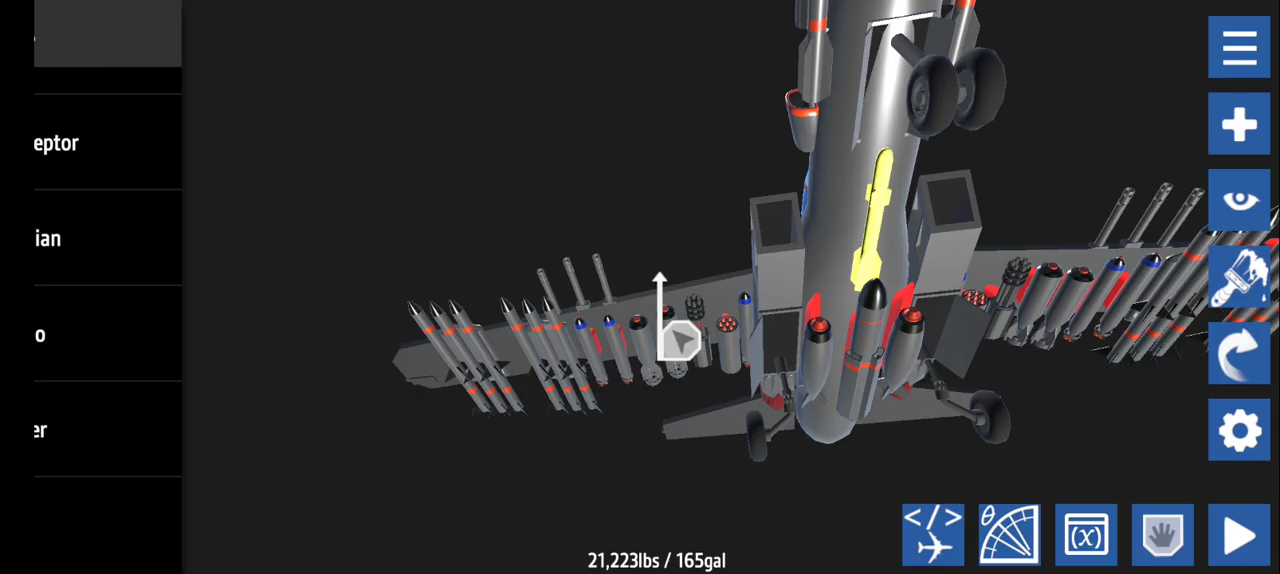 eptor
ian
o
er
</>
θ
(x)
21,223lbs / 165gal